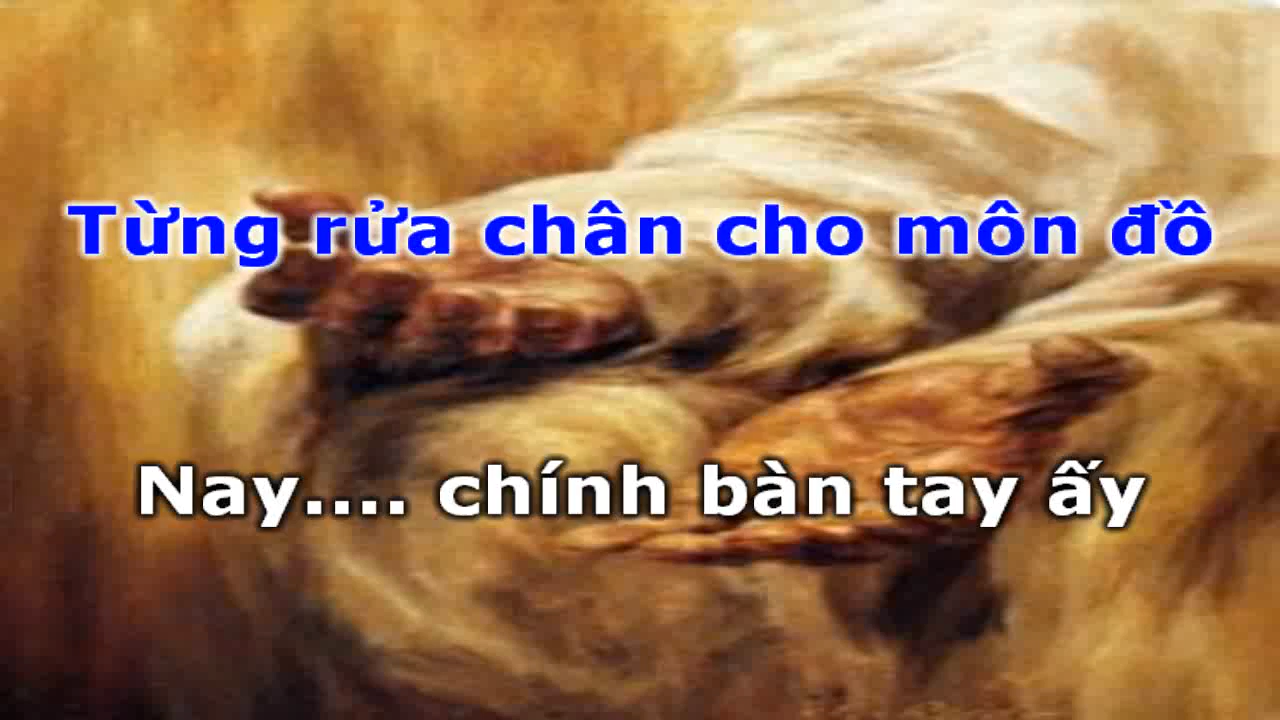 Từng rửa chân cho môn đồ
Nay.... chính bàn tay ấy